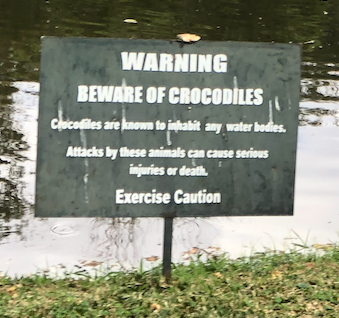 WARNING
BEWARE OF CROCODILES
Crocodiles are known to inhabit any water bodies.
Attacks by these animals can cause serious
injuries or death.
Exercise Caution